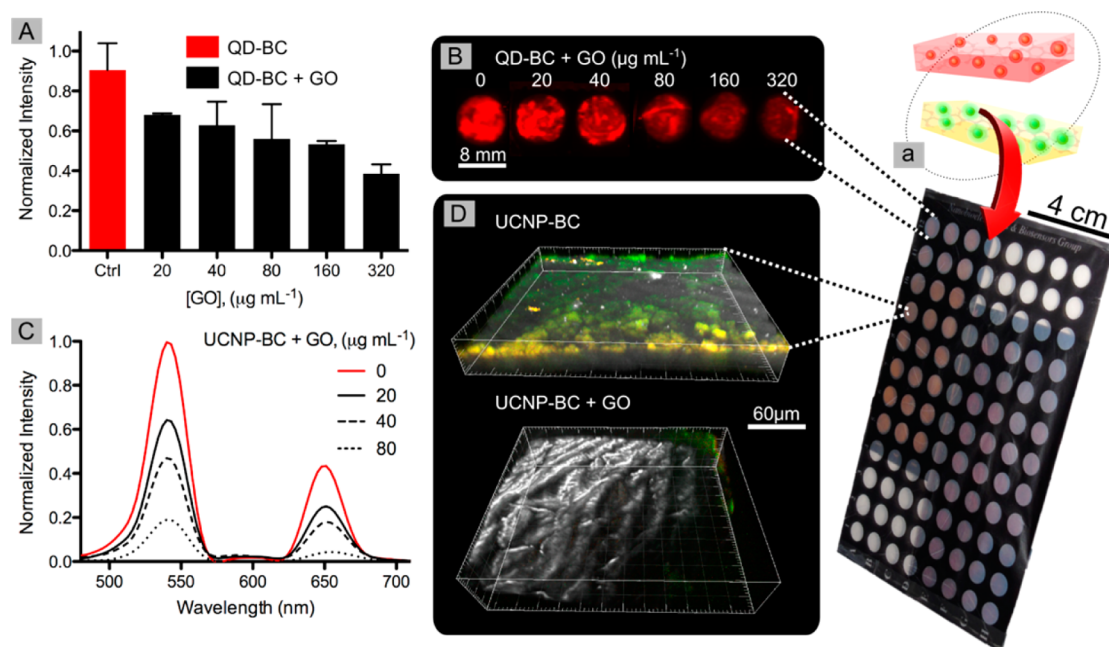 A
QD-BC
QD-BC + GO
Normalized Intensity
1.0
0.8
0.6
0.4
0.2
0.0
Ctrl 20 40 80 160 320
[GO], (µg mL⁻¹)
B
QD-BC + GO (µg mL⁻¹)
0 20 40 80 160 320
8 mm
a
4 cm
& Biosensors Group
C
UCNP-BC + GO, (µg mL⁻¹)
0
20
40
80
Normalized Intensity
1.0
0.8
0.6
0.4
0.2
0.0
500 550 600 650 700
Wavelength (nm)
D
UCNP-BC
UCNP-BC + GO
60µm